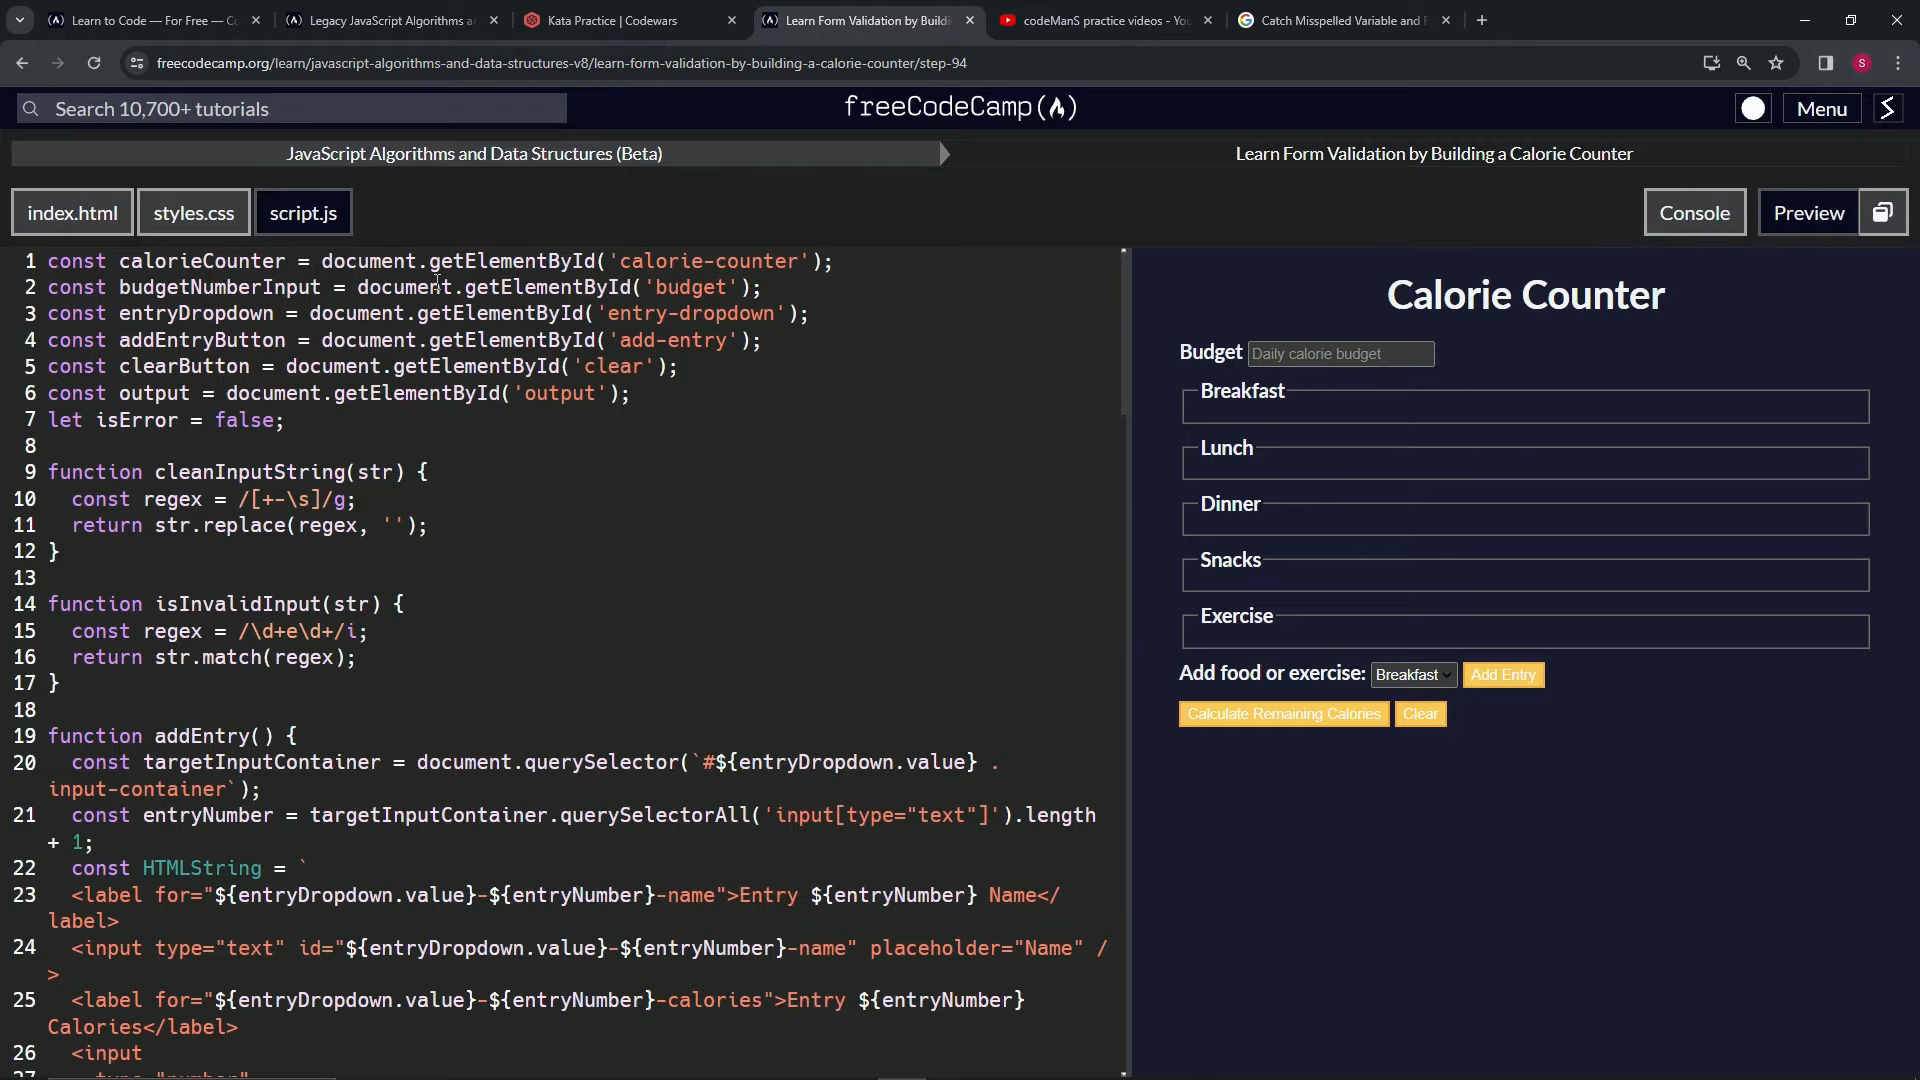 Learn to Code — For Free — Co
Legacy JavaScript Algorithms a
Kata Practice | Codewars
Learn Form Validation by Buildi
codeManS practice videos - You
Catch Misspelled Variable and F
freecodecamp.org/learn/javascript-algorithms-and-data-structures-v8/learn-form-validation-by-building-a-calorie-counter/step-94
S
Search 10,700+ tutorials
freeCodeCamp
Menu
JavaScript Algorithms and Data Structures (Beta)
Learn Form Validation by Building a Calorie Counter
index.html
styles.css
script.js
Console
Preview
1 const calorieCounter = document.getElementById('calorie-counter');
2 const budgetNumberInput = document.getElementById('budget');
3 const entryDropdown = document.getElementById('entry-dropdown');
4 const addEntryButton = document.getElementById('add-entry');
5 const clearButton = document.getElementById('clear');
6 const output = document.getElementById('output');
7 let isError = false;
8
9 function cleanInputString(str) {
10 const regex = /[+-\s]/g;
11 return str.replace(regex, '');
12 }
13
14 function isInvalidInput(str) {
15 const regex = /\d+e\d+/i;
16 return str.match(regex);
17 }
18
19 function addEntry() {
20 const targetInputContainer = document.querySelector(`#${entryDropdown.value} .
input-container`);
21 const entryNumber = targetInputContainer.querySelectorAll('input[type="text"]').length
+ 1;
22 const HTMLString = `
23 <label for="${entryDropdown.value}-${entryNumber}-name">Entry ${entryNumber} Name</
label>
24 <input type="text" id="${entryDropdown.value}-${entryNumber}-name" placeholder="Name" /
>
25 <label for="${entryDropdown.value}-${entryNumber}-calories">Entry ${entryNumber}
Calories</label>
26 <input
27 type="number"
Calorie Counter
Budget Daily calorie budget
Breakfast
Lunch
Dinner
Snacks
Exercise
Add food or exercise: Breakfast Add Entry
Calculate Remaining Calories Clear